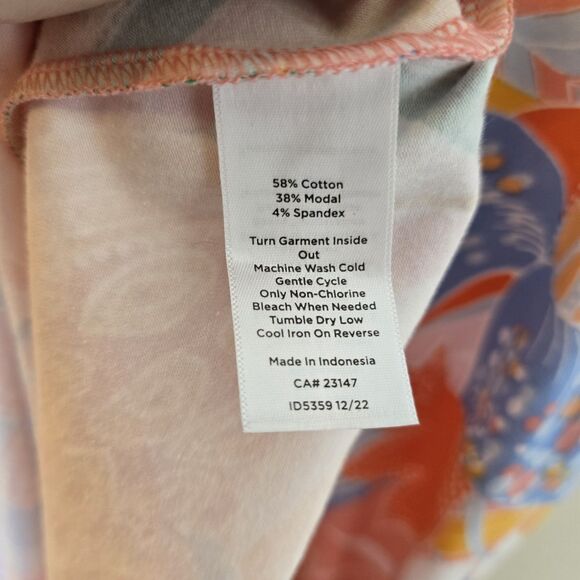 58% Cotton
38% Modal
4% Spandex
Turn Garment Inside
Out
Machine Wash Cold
Gentle Cycle
Only Non-Chlorine
Bleach When Needed
Tumble Dry Low
Cool Iron On Reverse
Made in Indonesia
CA# 23147
ID5359 12/22